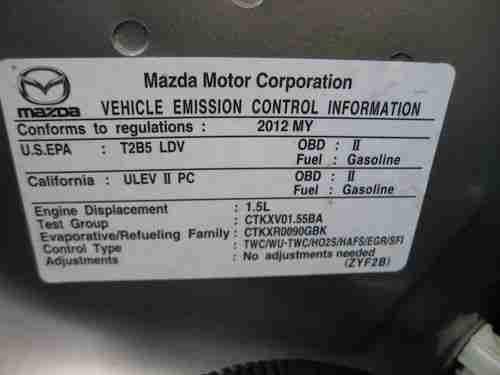 Mazda Motor Corporation
mazda VEHICLE EMISSION CONTROL INFORMATION
Conforms to regulations : 2012 MY
U.S.EPA : T2B5 LDV OBD : II
Fuel : Gasoline
California : ULEV II PC OBD : II
Fuel : Gasoline
Engine Displacement : 1.5L
Test Group : CTKXV01.55BA
Evaporative/Refueling Family : CTKXR0090GBK
Control Type : TWC/WU-TWC/HO2S/HAFS/EGR/SFI
Adjustments : No adjustments needed
(ZYF2B)